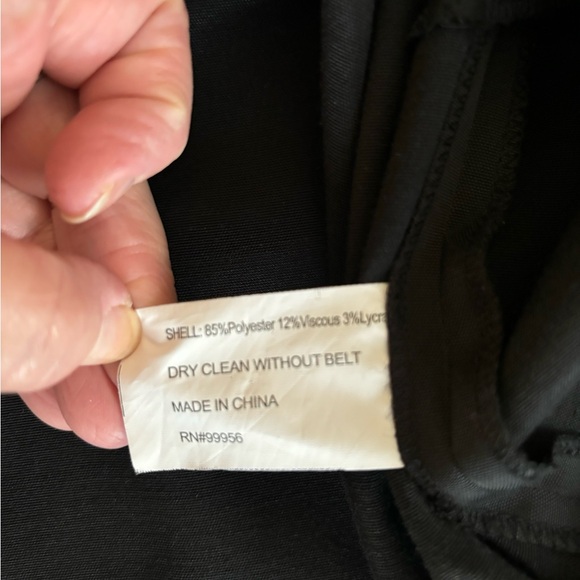 SHELL: 85%Polyester 12%Viscous 3%Lycra
DRY CLEAN WITHOUT BELT
MADE IN CHINA
RN#99956